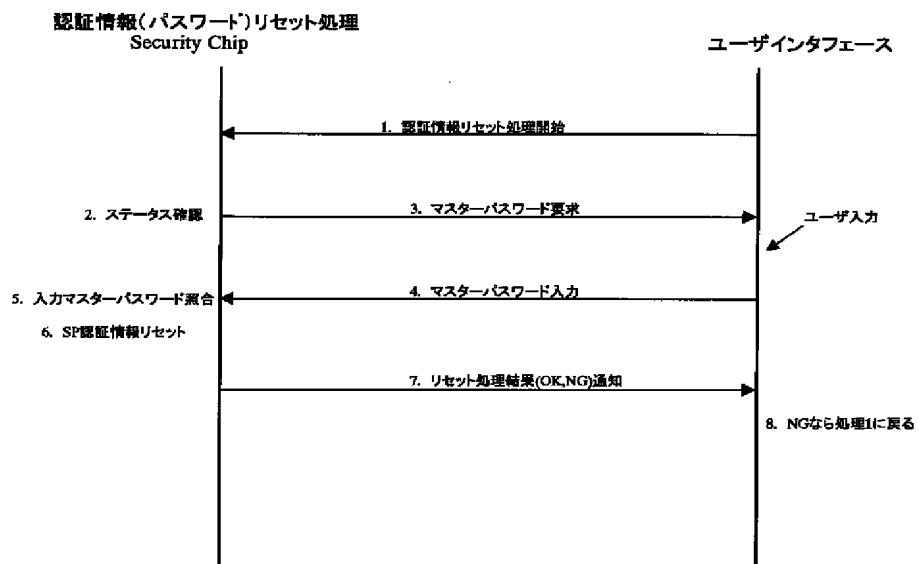 認証情報(パスワード)リセット処理
Security Chip
ユーザインタフェース
1. 認証情報リセット処理開始
2. ステータス確認
3. マスターパスワード要求
ユーザ入力
4. マスターパスワード入力
5. 入力マスターパスワード照合
6. SP認証情報リセット
7. リセット処理結果(OK,NG)通知
8. NGなら処理1に戻る